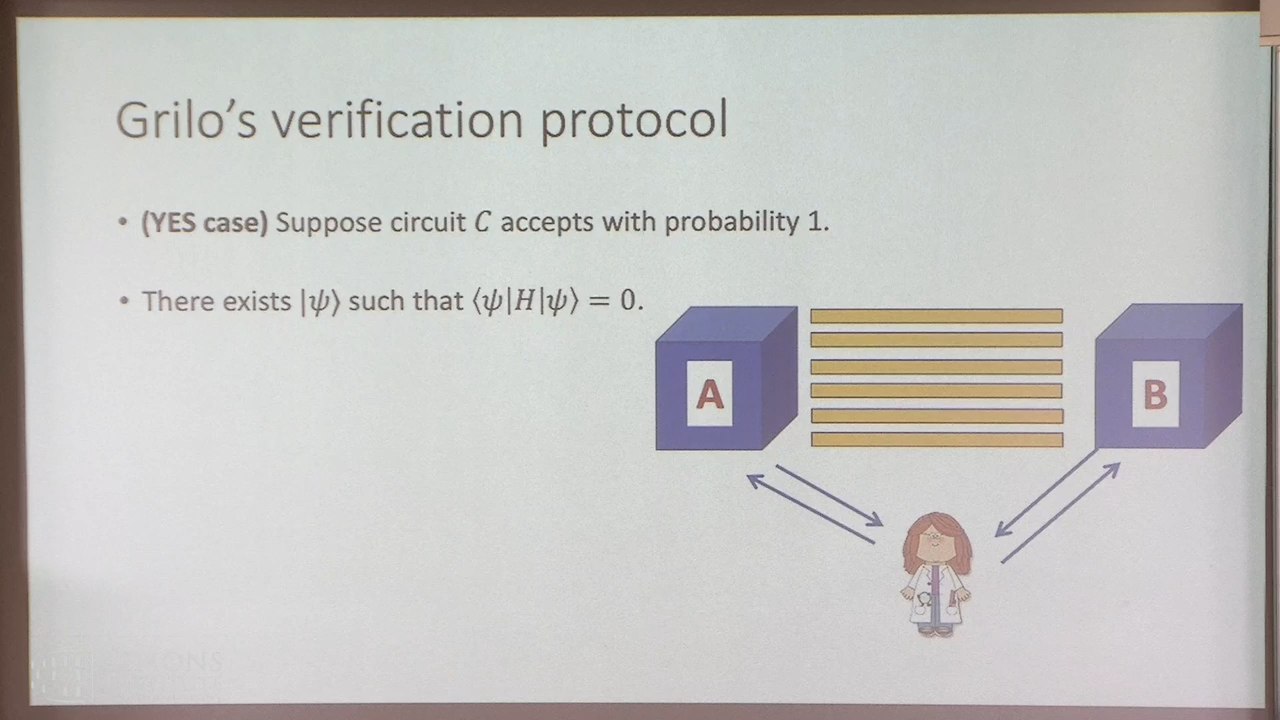 Grilo's verification protocol
• (YES case) Suppose circuit C accepts with probability 1.
• There exists |ψ⟩ such that ⟨ψ|H|ψ⟩ = 0.
A
B